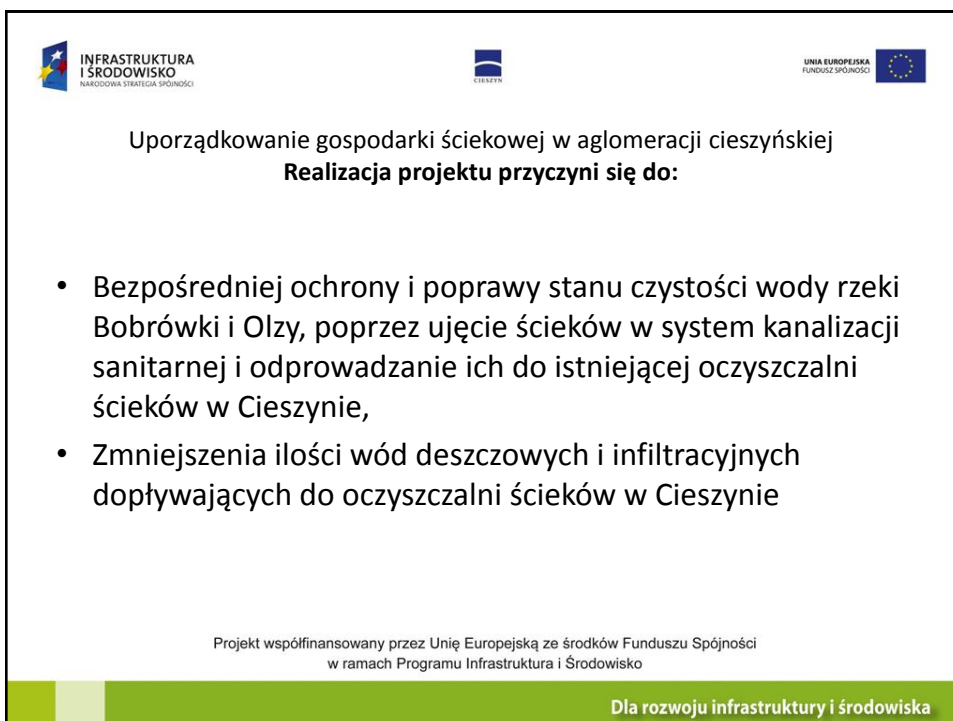 INFRASTRUKTURA
I ŚRODOWISKO
NARODOWA STRATEGIA SPÓJNOŚCI
CIESZYN
UNIA EUROPEJSKA
FUNDUSZ SPÓJNOŚCI
Uporządkowanie gospodarki ściekowej w aglomeracji cieszyńskiej
Realizacja projektu przyczyni się do:
• Bezpośredniej ochrony i poprawy stanu czystości wody rzeki
Bobrówki i Olzy, poprzez ujęcie ścieków w system kanalizacji
sanitarnej i odprowadzanie ich do istniejącej oczyszczalni
ścieków w Cieszynie,
• Zmniejszenia ilości wód deszczowych i infiltracyjnych
dopływających do oczyszczalni ścieków w Cieszynie
Projekt współfinansowany przez Unię Europejską ze środków Funduszu Spójności
w ramach Programu Infrastruktura i Środowisko
Dla rozwoju infrastruktury i środowiska